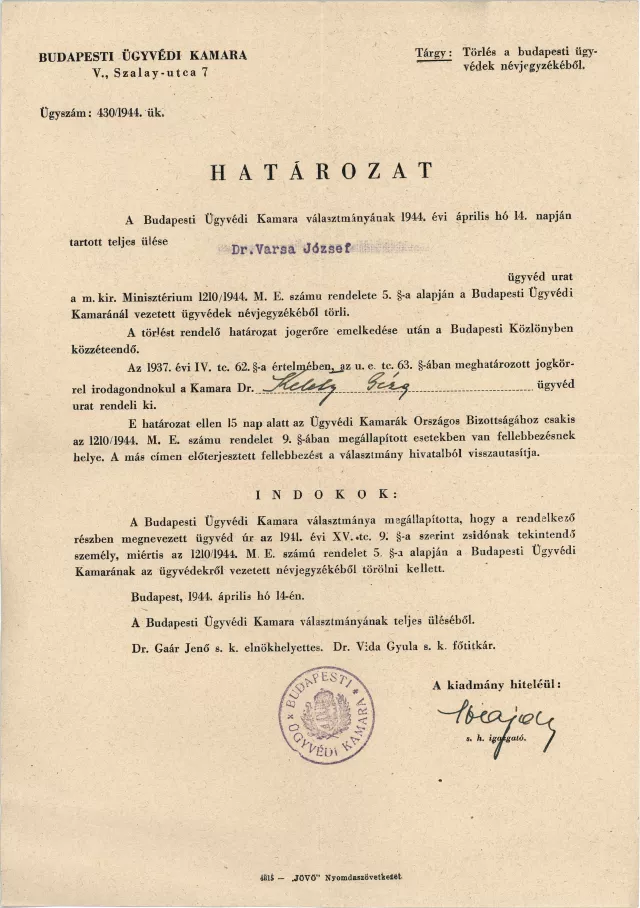 BUDAPESTI ÜGYVÉDI KAMARA
V., Szalay-utca 7
Tárgy: Törlés a budapesti ügy-
védek névjegyzékéből.
Ügyszám: 430/1944. ük.
HATÁROZAT
A Budapesti Ügyvédi Kamara választmányának 1944. évi április hó 14. napján
tartott teljes ülése Dr.Varsa József
ügyvéd urat
a m. kir. Minisztérium 1210/1944. M. E. számu rendelete 5. §-a alapján a Budapesti Ügyvédi
Kamaránál vezetett ügyvédek névjegyzékéből törli.
A törlést rendelő határozat jogerőre emelkedése után a Budapesti Közlönyben
közzéteendő.
Az 1937. évi IV. tc. 62. §-a értelmében, az u. e. tc. 63. §-ában meghatározott jogkör-
rel irodagondnokul a Kamara Dr. ügyvéd
urat rendeli ki.
E határozat ellen 15 nap alatt az Ügyvédi Kamarák Országos Bizottságához csakis
az 1210/1944. M. E. számu rendelet 9. §-ában megállapított esetekben van fellebbezésnek
helye. A más címen előterjesztett fellebbezést a választmány hivatalból visszautasítja.
INDOKOK:
A Budapesti Ügyvédi Kamara választmánya megállapította, hogy a rendelkező
részben megnevezett ügyvéd úr az 1941. évi XV. tc. 9. §-a szerint zsidónak tekintendő
személy, miértis az 1210/1944. M. E. számú rendelet 5. §-a alapján a Budapesti Ügyvédi
Kamarának az ügyvédekről vezetett névjegyzékéből törölni kellett.
Budapest, 1944. április hó 14-én.
A Budapesti Ügyvédi Kamara választmányának teljes üléséből.
Dr. Gaár Jenő s. k. elnökhelyettes. Dr. Vida Gyula s. k. főtitkár.
BUDAPESTI ÜGYVÉDI KAMARA
A kiadmány hiteléül:
s. h. igazgató.
4815 — „JÖVŐ” Nyomdaszövetkezet